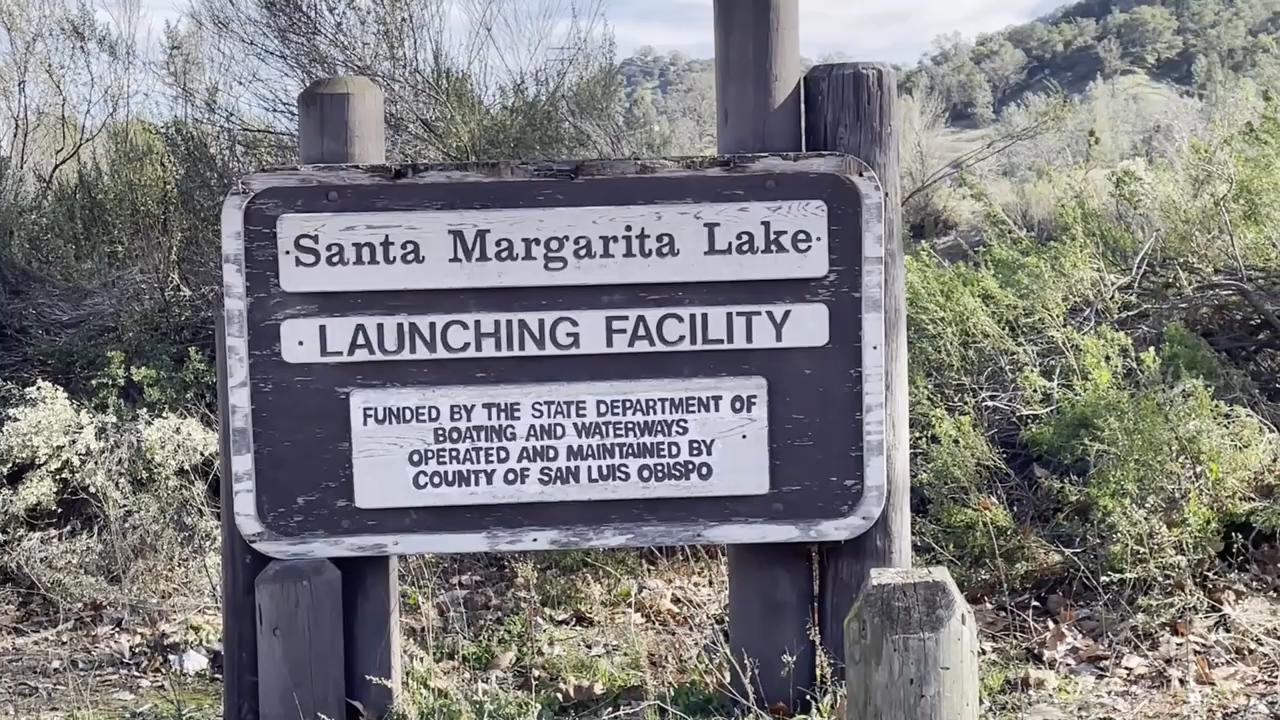 Santa Margarita Lake
LAUNCHING FACILITY
FUNDED BY THE STATE DEPARTMENT OF
BOATING AND WATERWAYS
OPERATED AND MAINTAINED BY
COUNTY OF SAN LUIS OBISPO